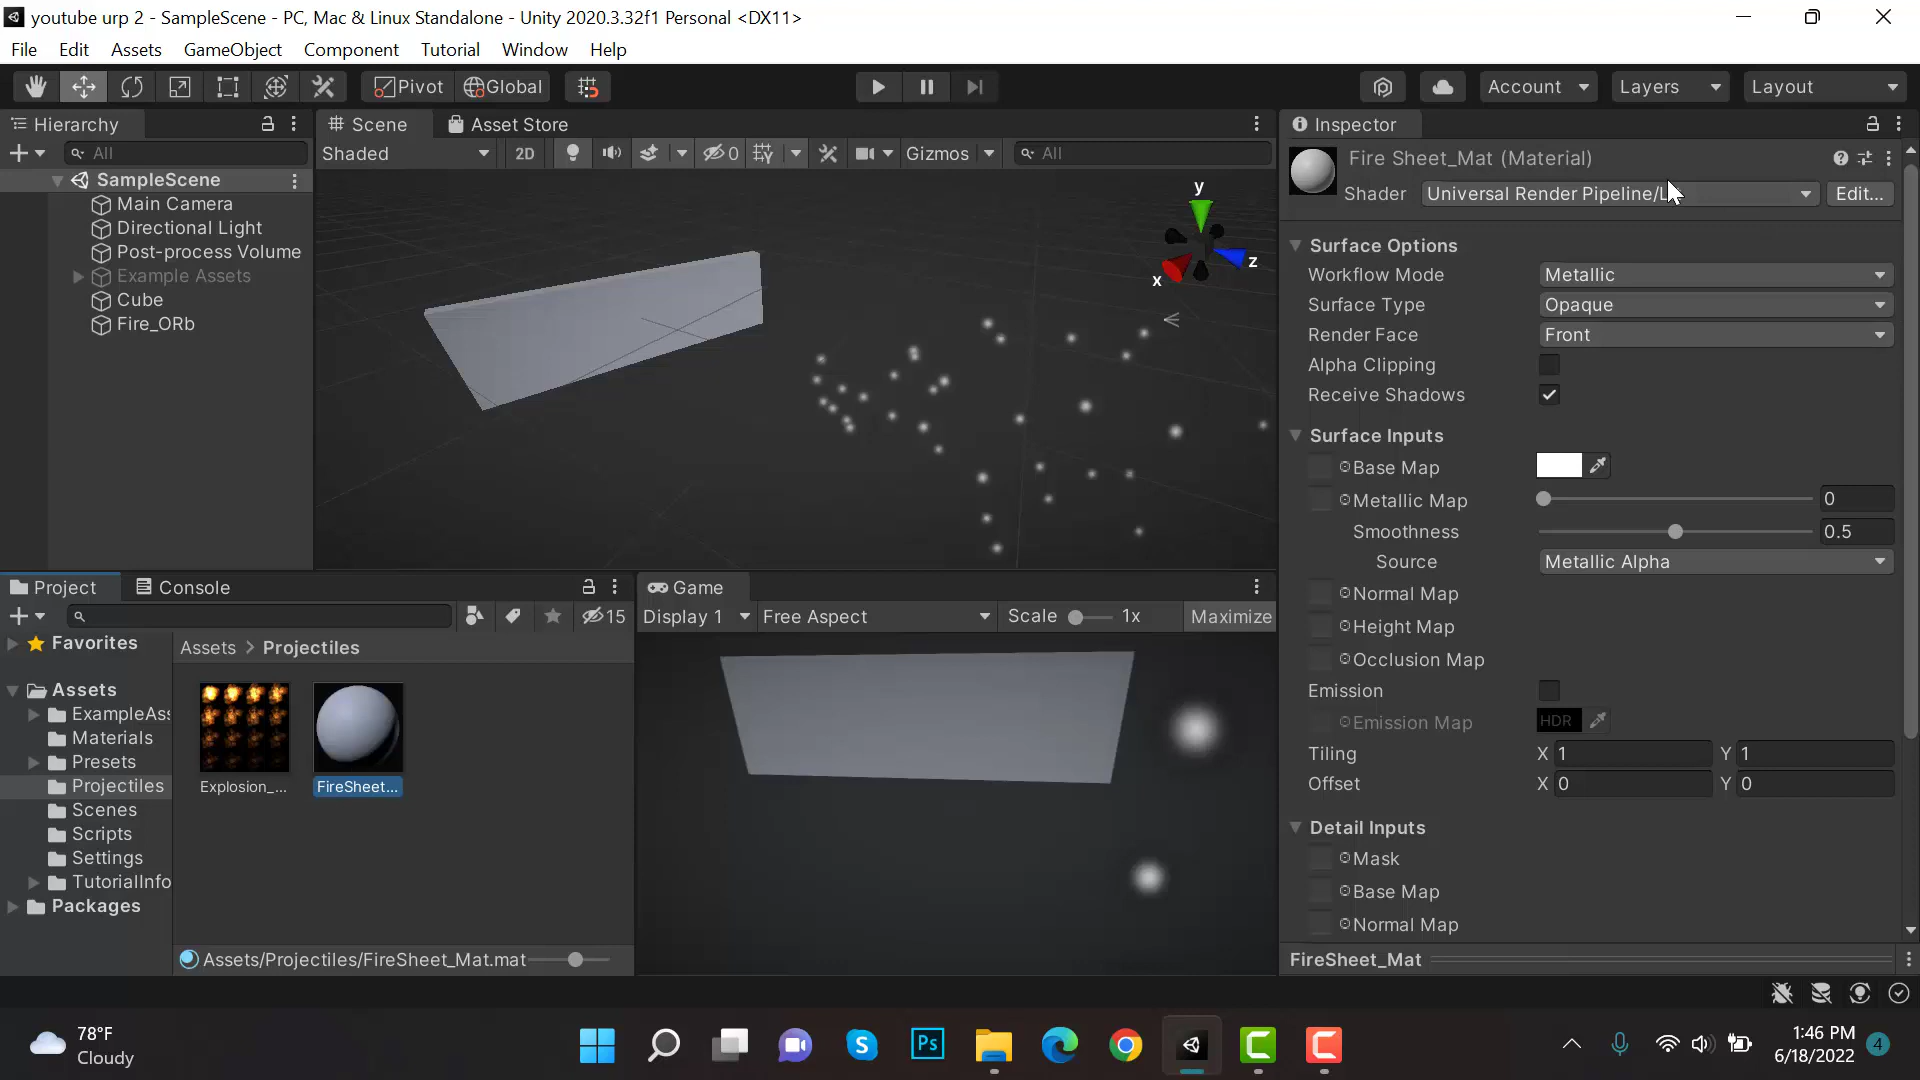 youtube urp 2 - SampleScene - PC, Mac & Linux Standalone - Unity 2020.3.32f1 Personal <DX11>
File Edit Assets GameObject Component Tutorial Window Help
Pivot Global Account Layers Layout
Hierarchy
All
SampleScene
Main Camera
Directional Light
Post-process Volume
Example Assets
Cube
Fire_ORb
Scene Asset Store
Shaded 2D 0 Gizmos All
y
x
z
Inspector
Fire Sheet_Mat (Material)
Shader Universal Render Pipeline/L Edit...
Surface Options
Workflow Mode Metallic
Surface Type Opaque
Render Face Front
Alpha Clipping
Receive Shadows
Surface Inputs
Base Map
Metallic Map 0
Smoothness 0.5
Source Metallic Alpha
Normal Map
Height Map
Occlusion Map
Emission
Emission Map HDR
Tiling X 1 Y 1
Offset X 0 Y 0
Detail Inputs
Mask
Base Map
Normal Map
FireSheet_Mat
Project Console
15
Favorites
Assets
ExampleAss
Materials
Presets
Projectiles
Scenes
Scripts
Settings
TutorialInfo
Packages
Assets > Projectiles
Explosion_...
FireSheet...
Assets/Projectiles/FireSheet_Mat.mat
Game
Display 1 Free Aspect Scale 1x Maximize
78°F
Cloudy
Ps
1:46 PM
6/18/2022
4